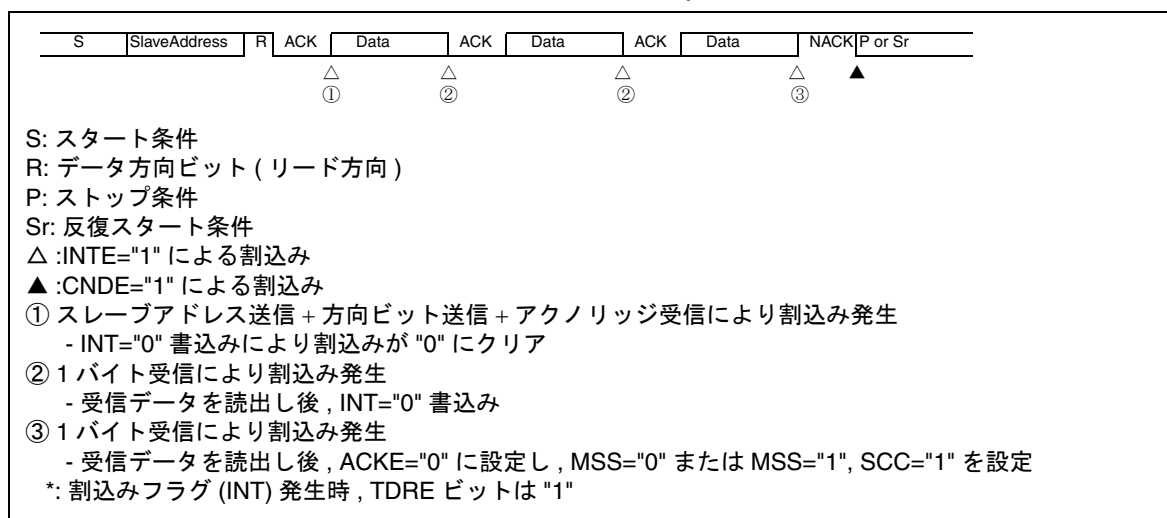 S SlaveAddress R ACK Data ACK Data ACK Data NACK P or Sr
△ △ △ △ ▲
① ② ② ③
S: スタート条件
R: データ方向ビット ( リード方向 )
P: ストップ条件
Sr: 反復スタート条件
△ :INTE="1" による割込み
▲ :CNDE="1" による割込み
① スレーブアドレス送信 + 方向ビット送信 + アクノリッジ受信により割込み発生
- INT="0" 書込みにより割込みが "0" にクリア
② 1 バイト受信により割込み発生
- 受信データを読出し後 , INT="0" 書込み
③ 1 バイト受信により割込み発生
- 受信データを読出し後 , ACKE="0" に設定し , MSS="0" または MSS="1", SCC="1" を設定
*: 割込みフラグ (INT) 発生時 , TDRE ビットは "1"